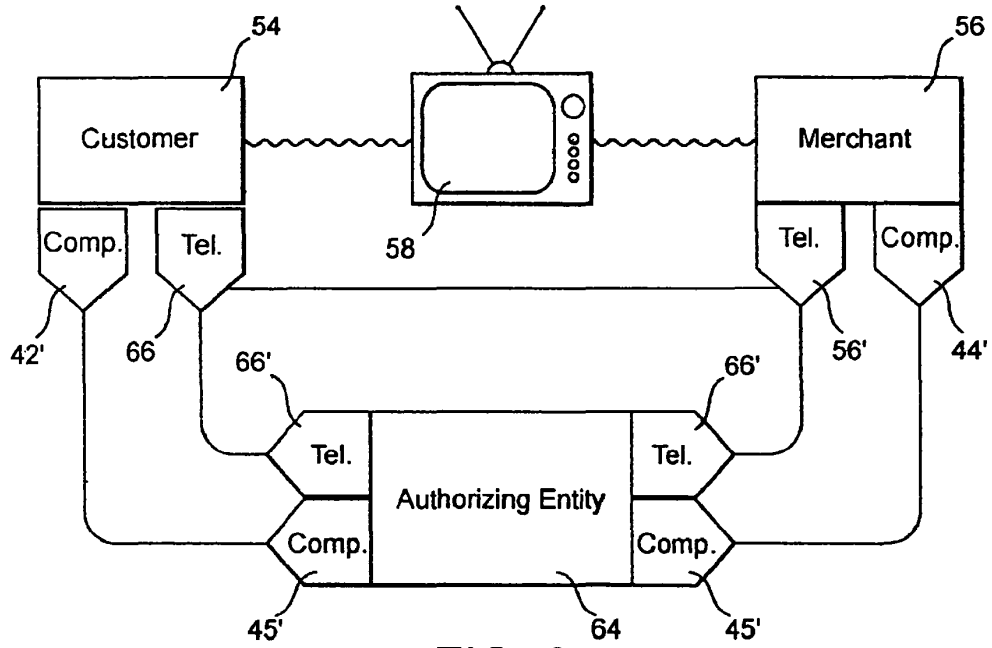 54
56
Customer
Merchant
58
Comp.
Tel.
Tel.
Comp.
42'
66
56'
44'
66'
66'
Tel.
Authorizing Entity
Tel.
Comp.
Comp.
45'
64
45'